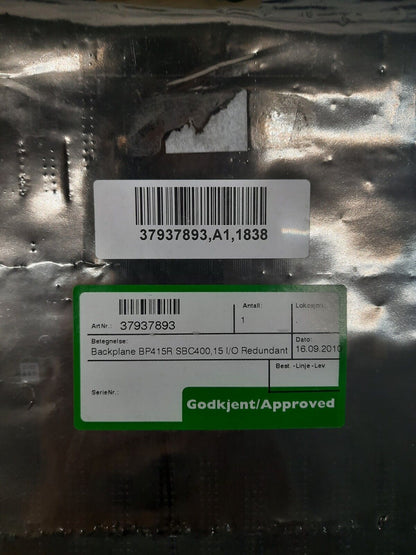 37937893,A1,1838
Antall:
Lokasjon:
ArtNr.: 37937893
1
.
Betegnelse:
Dato:
Backplane BP415R SBC400,15 I/O Redundant
16.09.2010
Best. -Linje -Lev
SerieNr.:
Godkjent/Approved